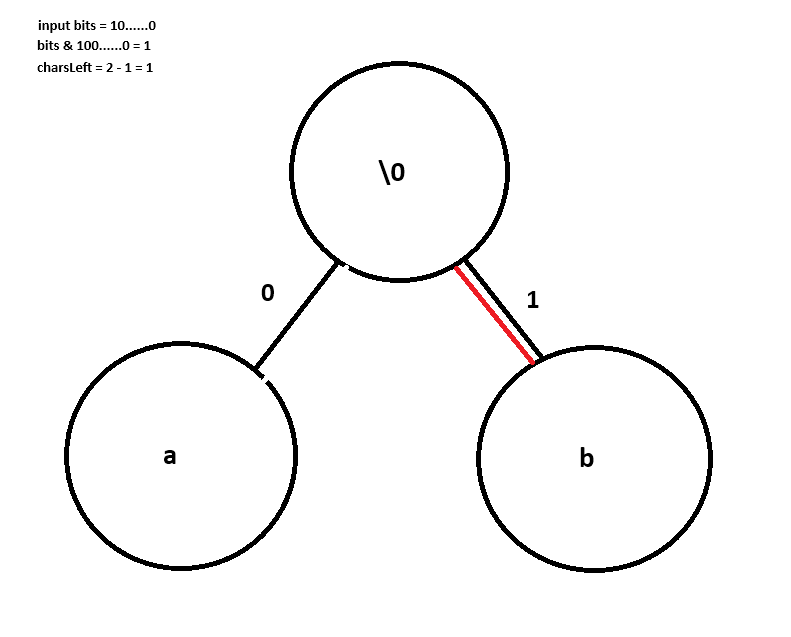 input bits = 10......0
bits & 100......0 = 1
charsLeft = 2 - 1 = 1
\0
0
1
a
b